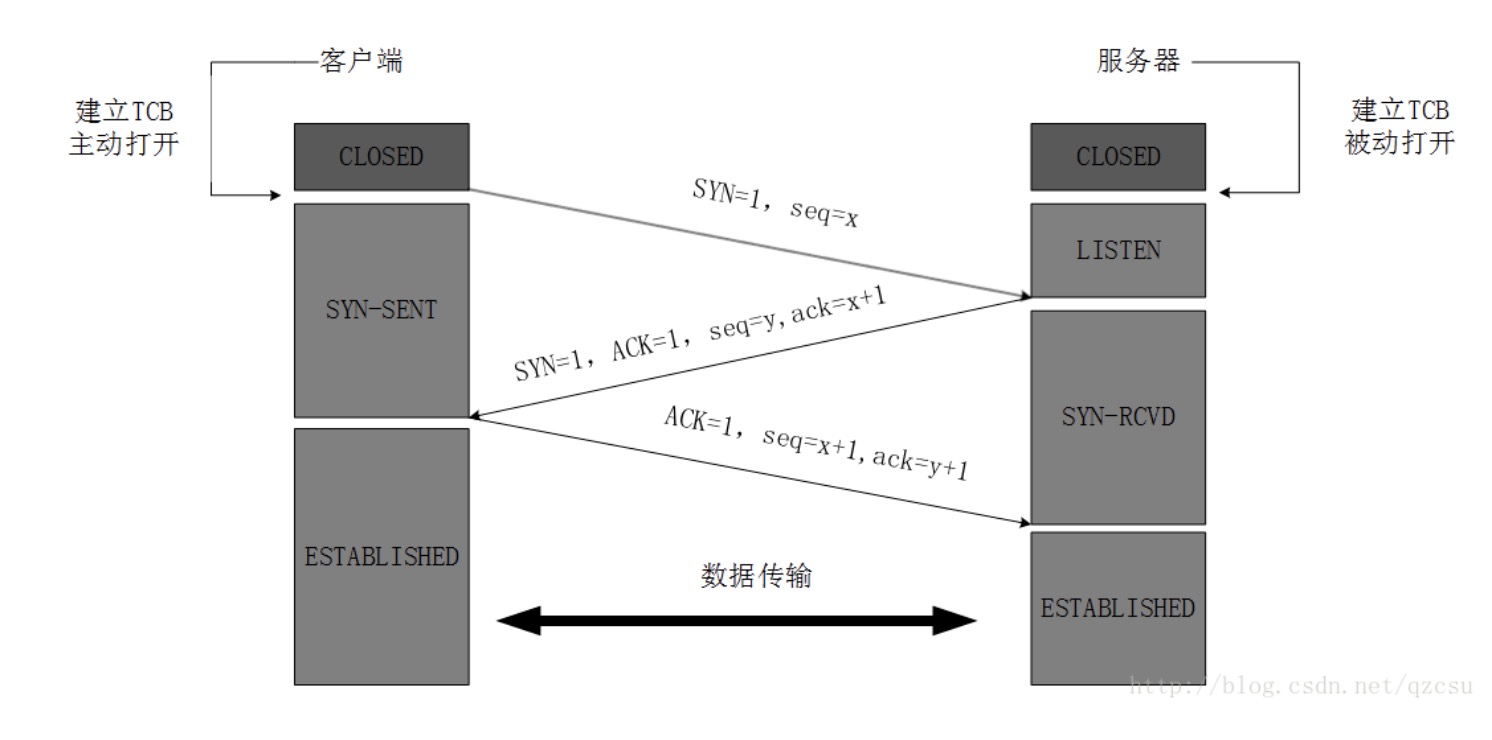 客户端
服务器
建立TCB
主动打开
建立TCB
被动打开
CLOSED
CLOSED
SYN=1, seq=x
LISTEN
SYN-SENT
SYN=1, ACK=1, seq=y,ack=x+1
ACK=1, seq=x+1,ack=y+1
SYN-RCVD
ESTABLISHED
数据传输
ESTABLISHED
http://blog.csdn.net/qzcsu